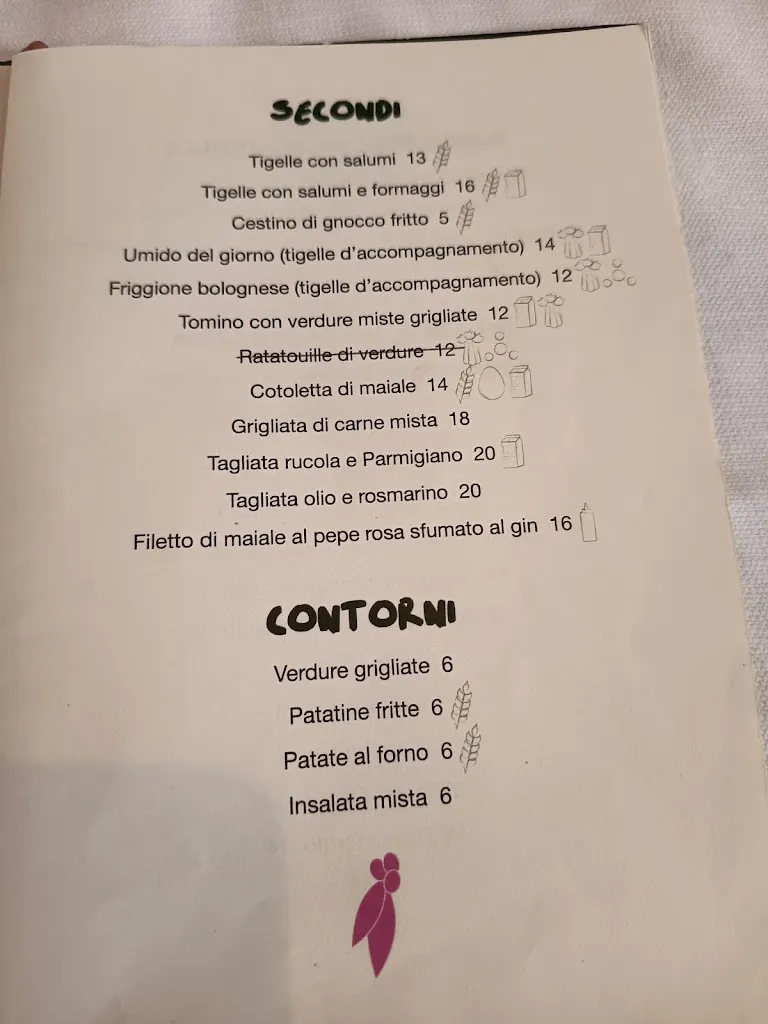 SECONDI
Tigelle con salumi 13
Tigelle con salumi e formaggi 16
Cestino di gnocco fritto 5
Umido del giorno (tigelle d'accompagnamento) 14
Friggione bolognese (tigelle d'accompagnamento) 12
Tomino con verdure miste grigliate 12
Ratatouille di verdure 12
Cotoletta di maiale 14
Grigliata di carne mista 18
Tagliata rucola e Parmigiano 20
Tagliata olio e rosmarino 20
Filetto di maiale al pepe rosa sfumato al gin 16
CONTORNI
Verdure grigliate 6
Patatine fritte 6
Patate al forno 6
Insalata mista 6